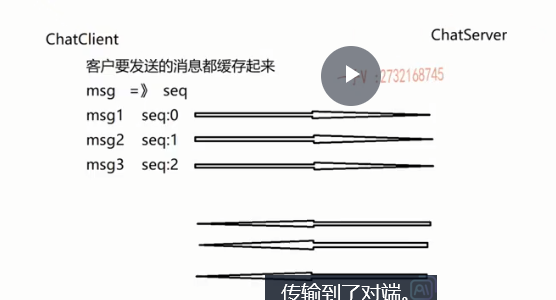 ChatClient
ChatServer
客户要发送的消息都缓存起来
:2732168745
msg =》 seq
msg1 seq:0
msg2 seq:1
msg3 seq:2
传输到了对端。
AI